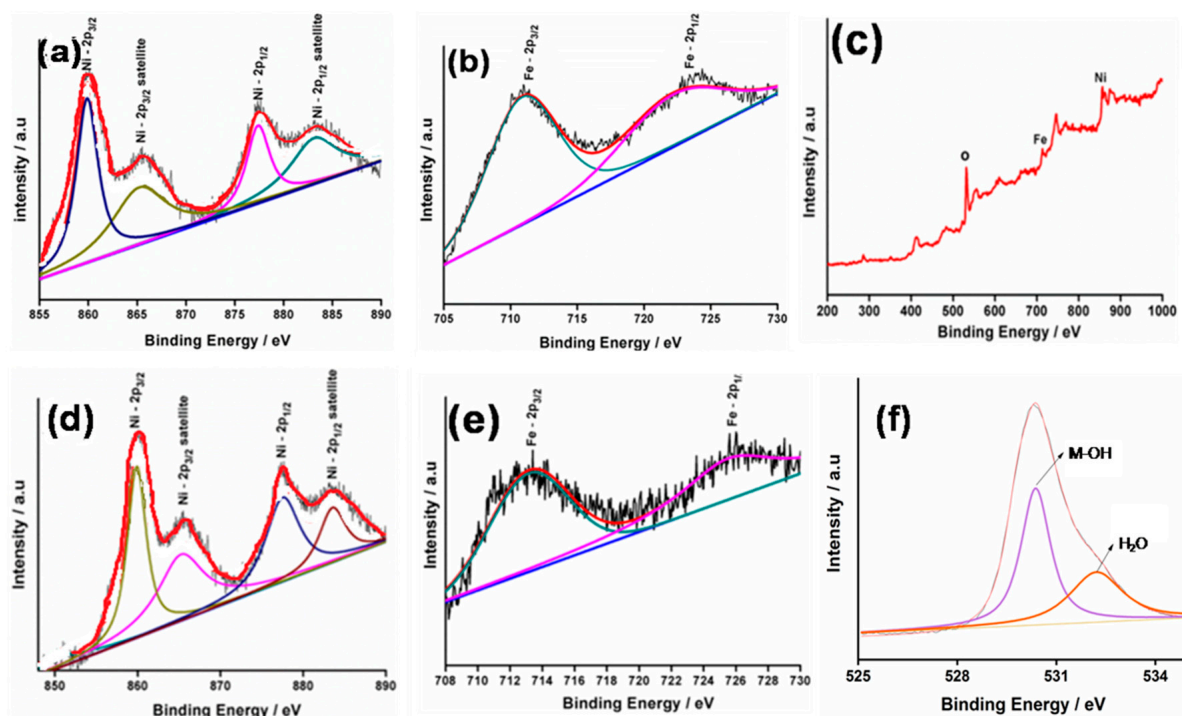 (a)
Ni - 2p3/2
Ni - 2p3/2 satellite
Ni - 2p1/2
Ni - 2p1/2 satellite
intensity / a.u
855 860 865 870 875 880 885 890
Binding Energy / eV
(b)
Fe - 2p3/2
Fe - 2p1/2
Intensity / a.u
705 710 715 720 725 730
Binding Energy / eV
(c)
O
Fe
Ni
Intensity / a.u
200 300 400 500 600 700 800 900 1000
Binding Energy / eV
(d)
Ni - 2p3/2
Ni - 2p3/2 satellite
Ni - 2p1/2
Ni - 2p1/2 satellite
Intensity / a.u
850 860 870 880 890
Binding Energy / eV
(e)
Fe - 2p3/2
Fe - 2p1/
Intensity / a.u
708 710 712 714 716 718 720 722 724 726 728 730
Binding Energy / eV
(f)
M-OH
H2O
Intensity / a.u
525 528 531 534
Binding Energy / eV